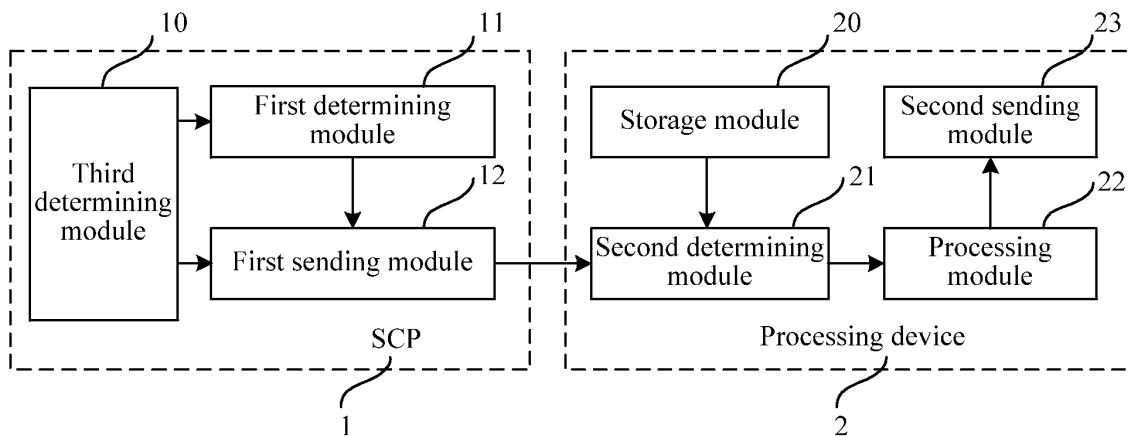 10
11
20
23
First determining
module
Storage module
Second sending
module
Third
determining
module
12
21
22
First sending module
Second determining
module
Processing
module
SCP
Processing device
1
2